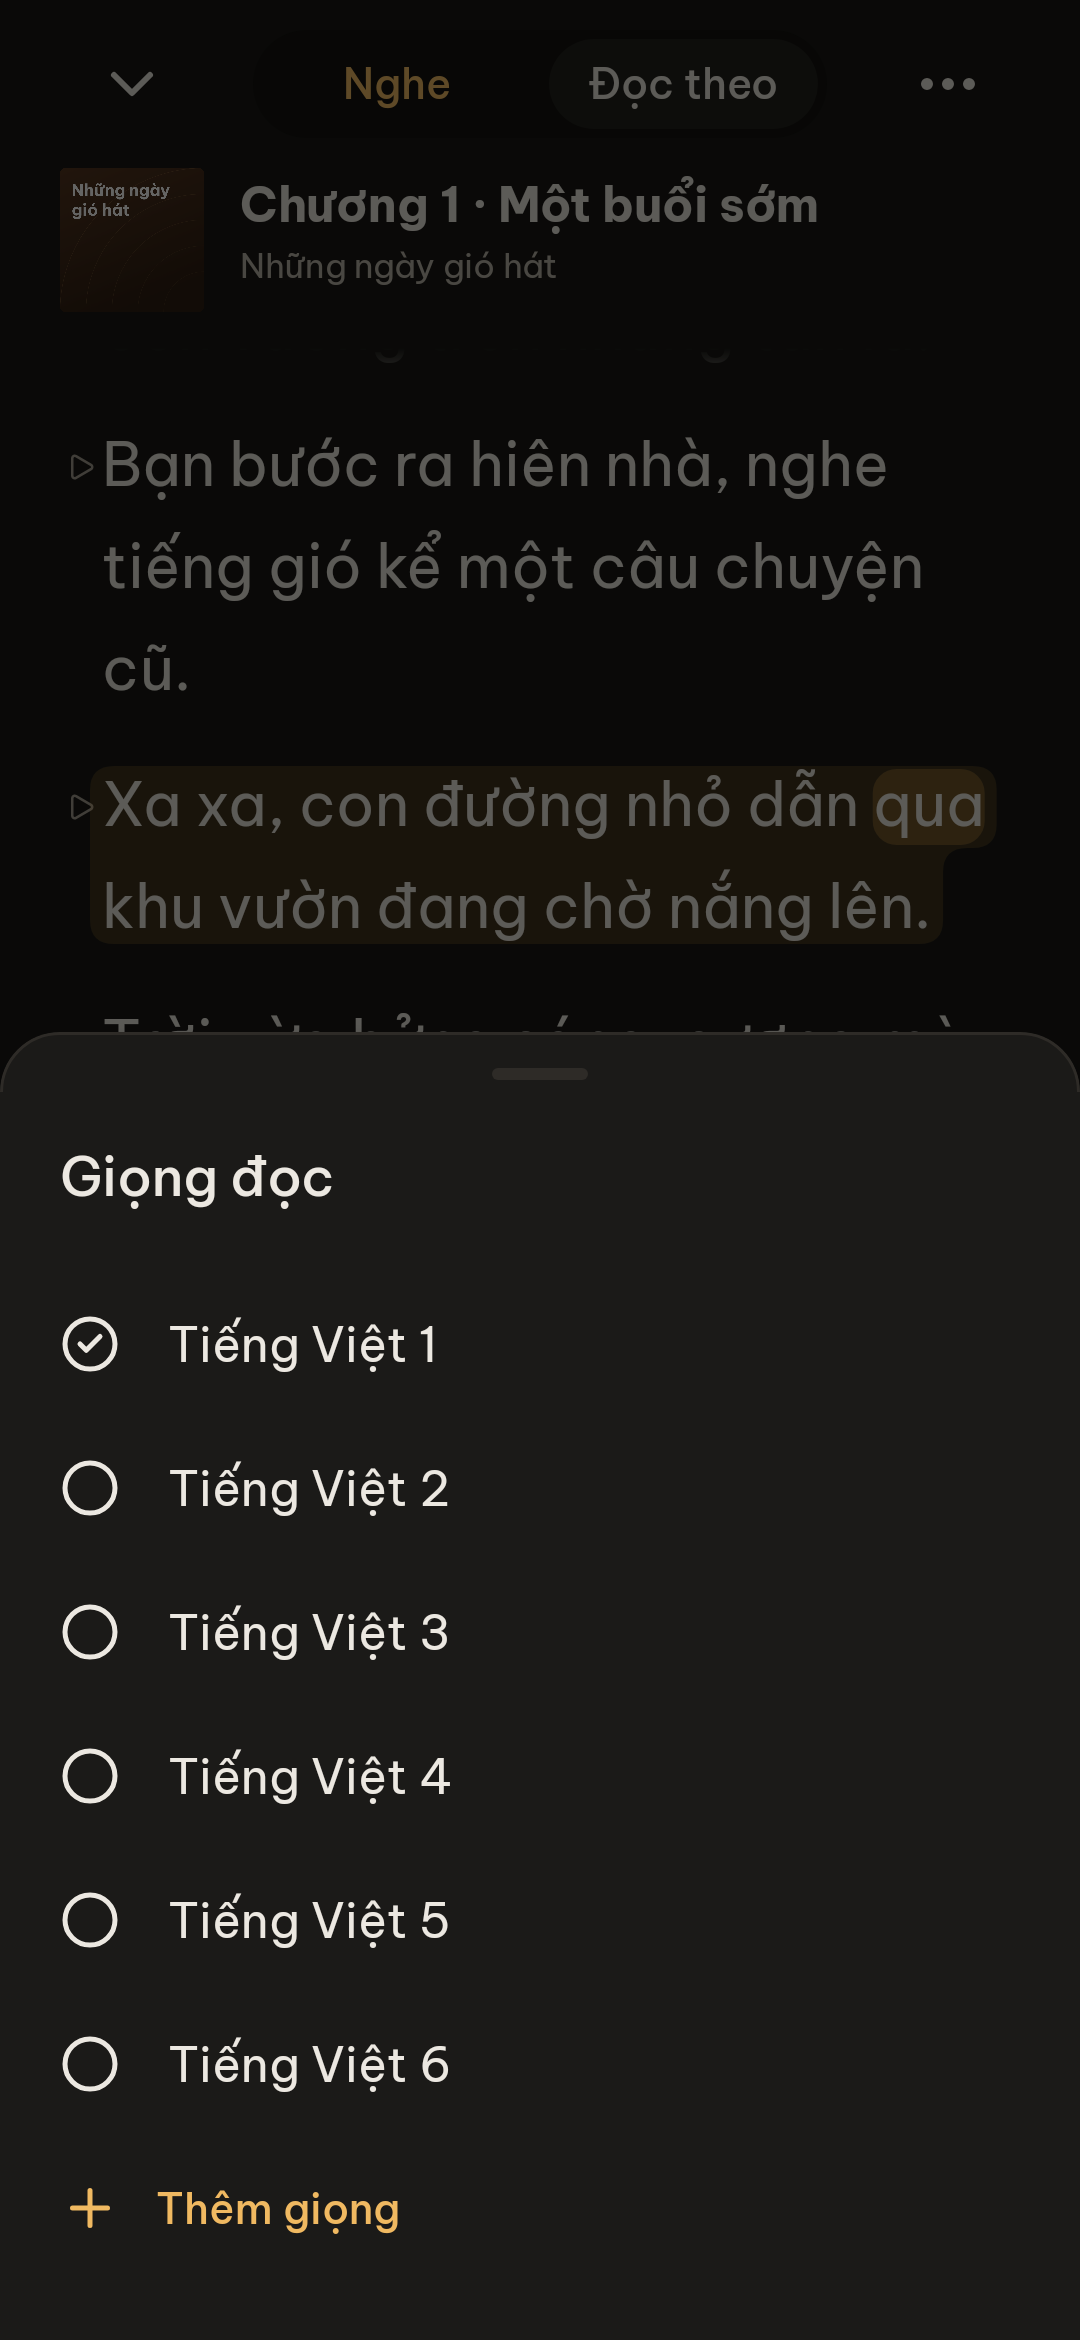 Nghe
Đọc theo
Những ngày
gió hát
Chương 1 · Một buổi sớm
Những ngày gió hát
Bạn bước ra hiên nhà, nghe
tiếng gió kể một câu chuyện
cũ.
Xa xa, con đường nhỏ dẫn qua
khu vườn đang chờ nắng lên.
Giọng đọc
Tiếng Việt 1
Tiếng Việt 2
Tiếng Việt 3
Tiếng Việt 4
Tiếng Việt 5
Tiếng Việt 6
Thêm giọng